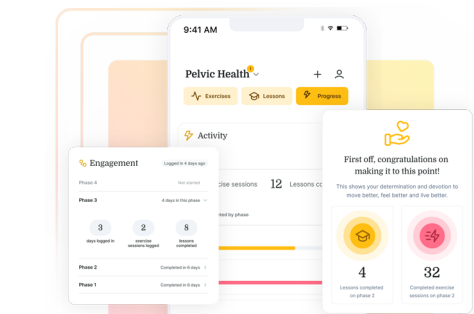 9:41 AM
Pelvic Health
Exercises
Lessons
Progress
Activity
cise sessions
12
Lessons co
ted by phase
Engagement
Logged in 4 days ago
Phase 4
Not started
Phase 3
4 days in this phase
3
days logged in
2
exercise
sessions logged
8
lessons
completed
Phase 2
Completed in 6 days
Phase 1
Completed in 6 days
First off, congratulations on
making it to this point!
This shows your determination and devotion to
move better, feel better and live better.
4
Lessons completed
on phase 2
32
Completed exercise
sessions on phase 2